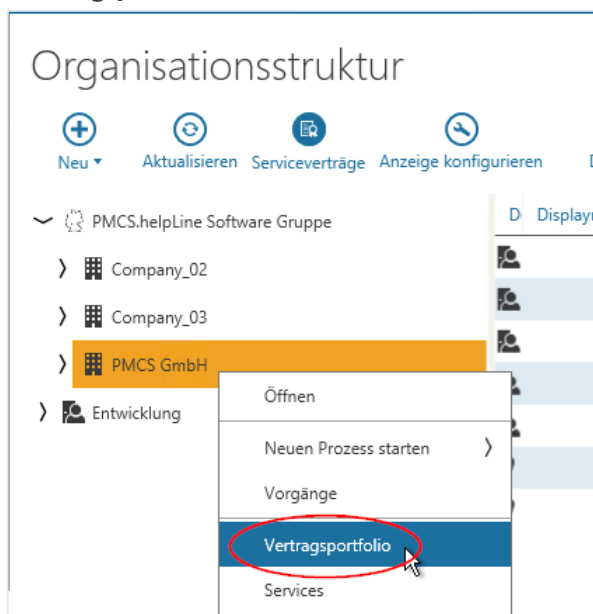 Organisationsstruktur
Neu Aktualisieren Serviceverträge Anzeige konfigurieren
PMCS.helpLine Software Gruppe
Company_02
Company_03
PMCS GmbH
Entwicklung
Öffnen
Neuen Prozess starten
Vorgänge
Vertragsportfolio
Services